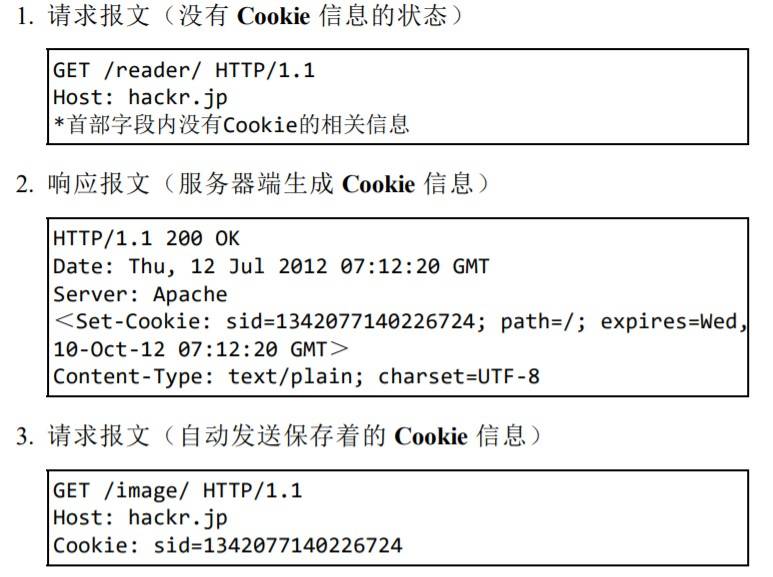 1. 请求报文（没有 Cookie 信息的状态）
GET /reader/ HTTP/1.1
Host: hackr.jp
*首部字段内没有Cookie的相关信息
2. 响应报文（服务器端生成 Cookie 信息）
HTTP/1.1 200 OK
Date: Thu, 12 Jul 2012 07:12:20 GMT
Server: Apache
＜Set-Cookie: sid=1342077140226724; path=/; expires=Wed,
10-Oct-12 07:12:20 GMT＞
Content-Type: text/plain; charset=UTF-8
3. 请求报文（自动发送保存着的 Cookie 信息）
GET /image/ HTTP/1.1
Host: hackr.jp
Cookie: sid=1342077140226724